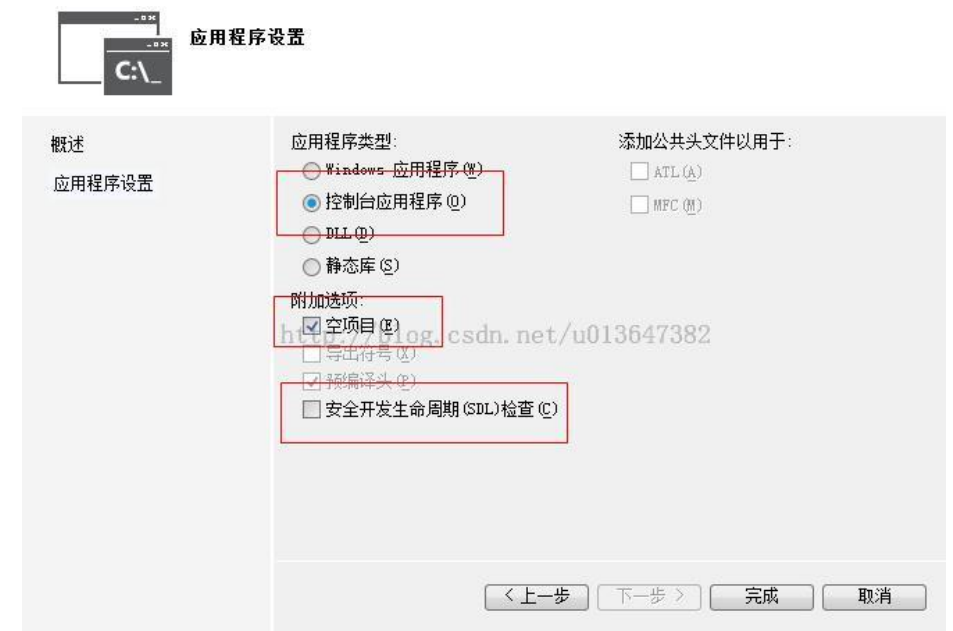 C:\_
应用程序设置
概述
应用程序设置
应用程序类型:
Windows 应用程序(W)
控制台应用程序(O)
DLL(D)
静态库(S)
添加公共头文件以用于:
ATL(A)
MFC(M)
附加选项:
空项目(E)
http://blog.csdn.net/u013647382
导出符号(X)
预编译头(P)
安全开发生命周期(SDL)检查(C)
< 上一步
下一步 >
完成
取消